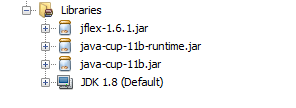 Libraries
jflex-1.6.1.jar
java-cup-11b-runtime.jar
java-cup-11b.jar
JDK 1.8 (Default)